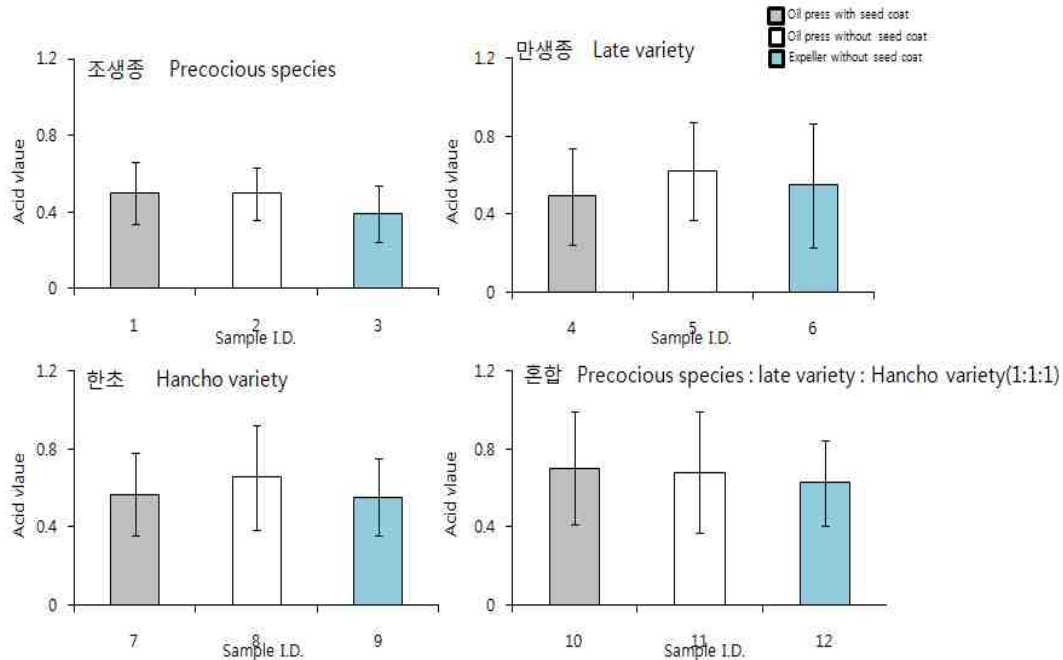 Oil press with seed coat
Oil press without seed coat
Expeller without seed coat
조생종 Precocious species
Acid vlaue
1.2
0.8
0.4
0
1 2 3
Sample I.D.
만생종 Late variety
Acid vlaue
1.2
0.8
0.4
0
4 5 6
Sample I.D.
한초 Hancho variety
Acid vlaue
1.2
0.8
0.4
0
7 8 9
Sample I.D.
혼합 Precocious species : late variety : Hancho variety(1:1:1)
Acid vlaue
1.2
0.8
0.4
0
10 11 12
Sample I.D.